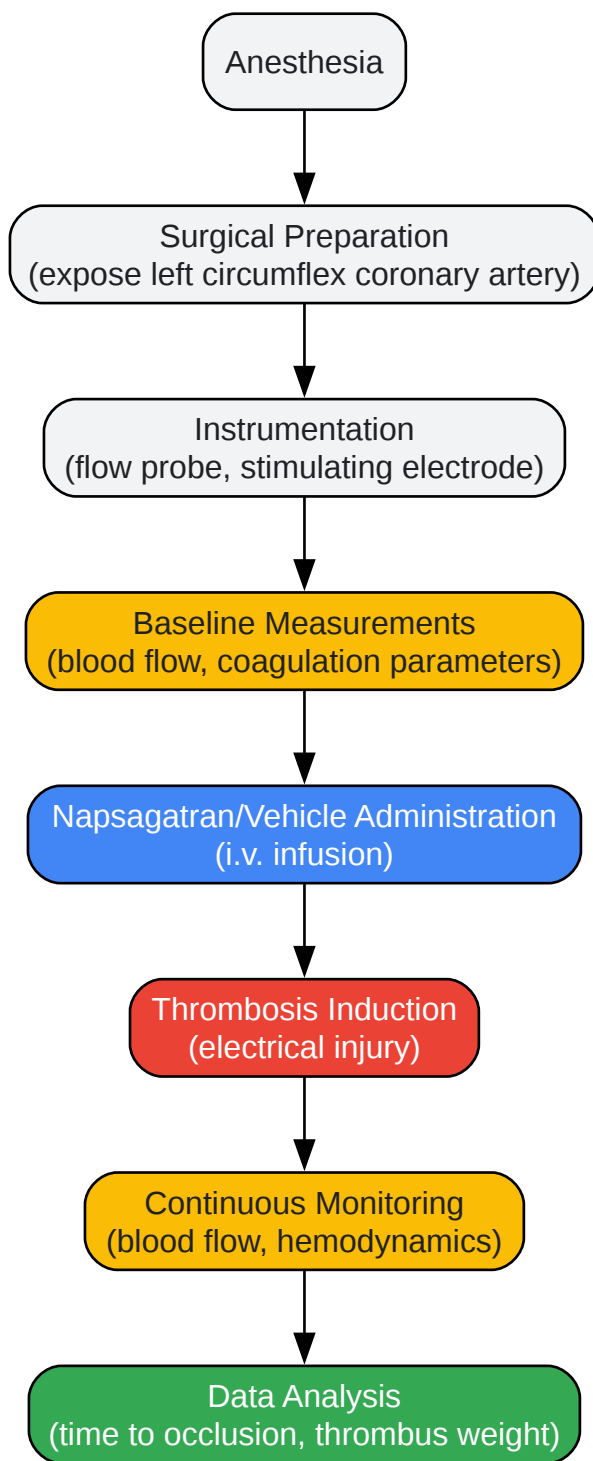 Anesthesia
Surgical Preparation
(expose left circumflex coronary artery)
Instrumentation
(flow probe, stimulating electrode)
Baseline Measurements
(blood flow, coagulation parameters)
Napsagatran/Vehicle Administration
(i.v. infusion)
Thrombosis Induction
(electrical injury)
Continuous Monitoring
(blood flow, hemodynamics)
Data Analysis
(time to occlusion, thrombus weight)